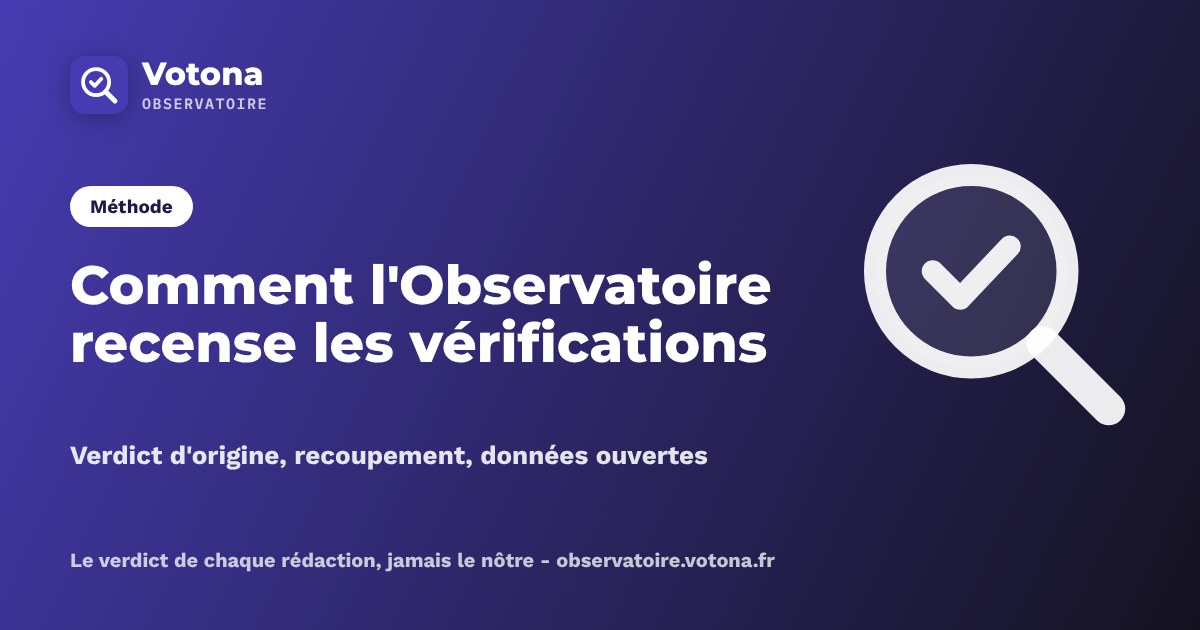 Votona
OBSERVATOIRE
Méthode
Comment l'Observatoire
recense les vérifications
Verdict d'origine, recoupement, données ouvertes
Le verdict de chaque rédaction, jamais le nôtre - observatoire.votona.fr